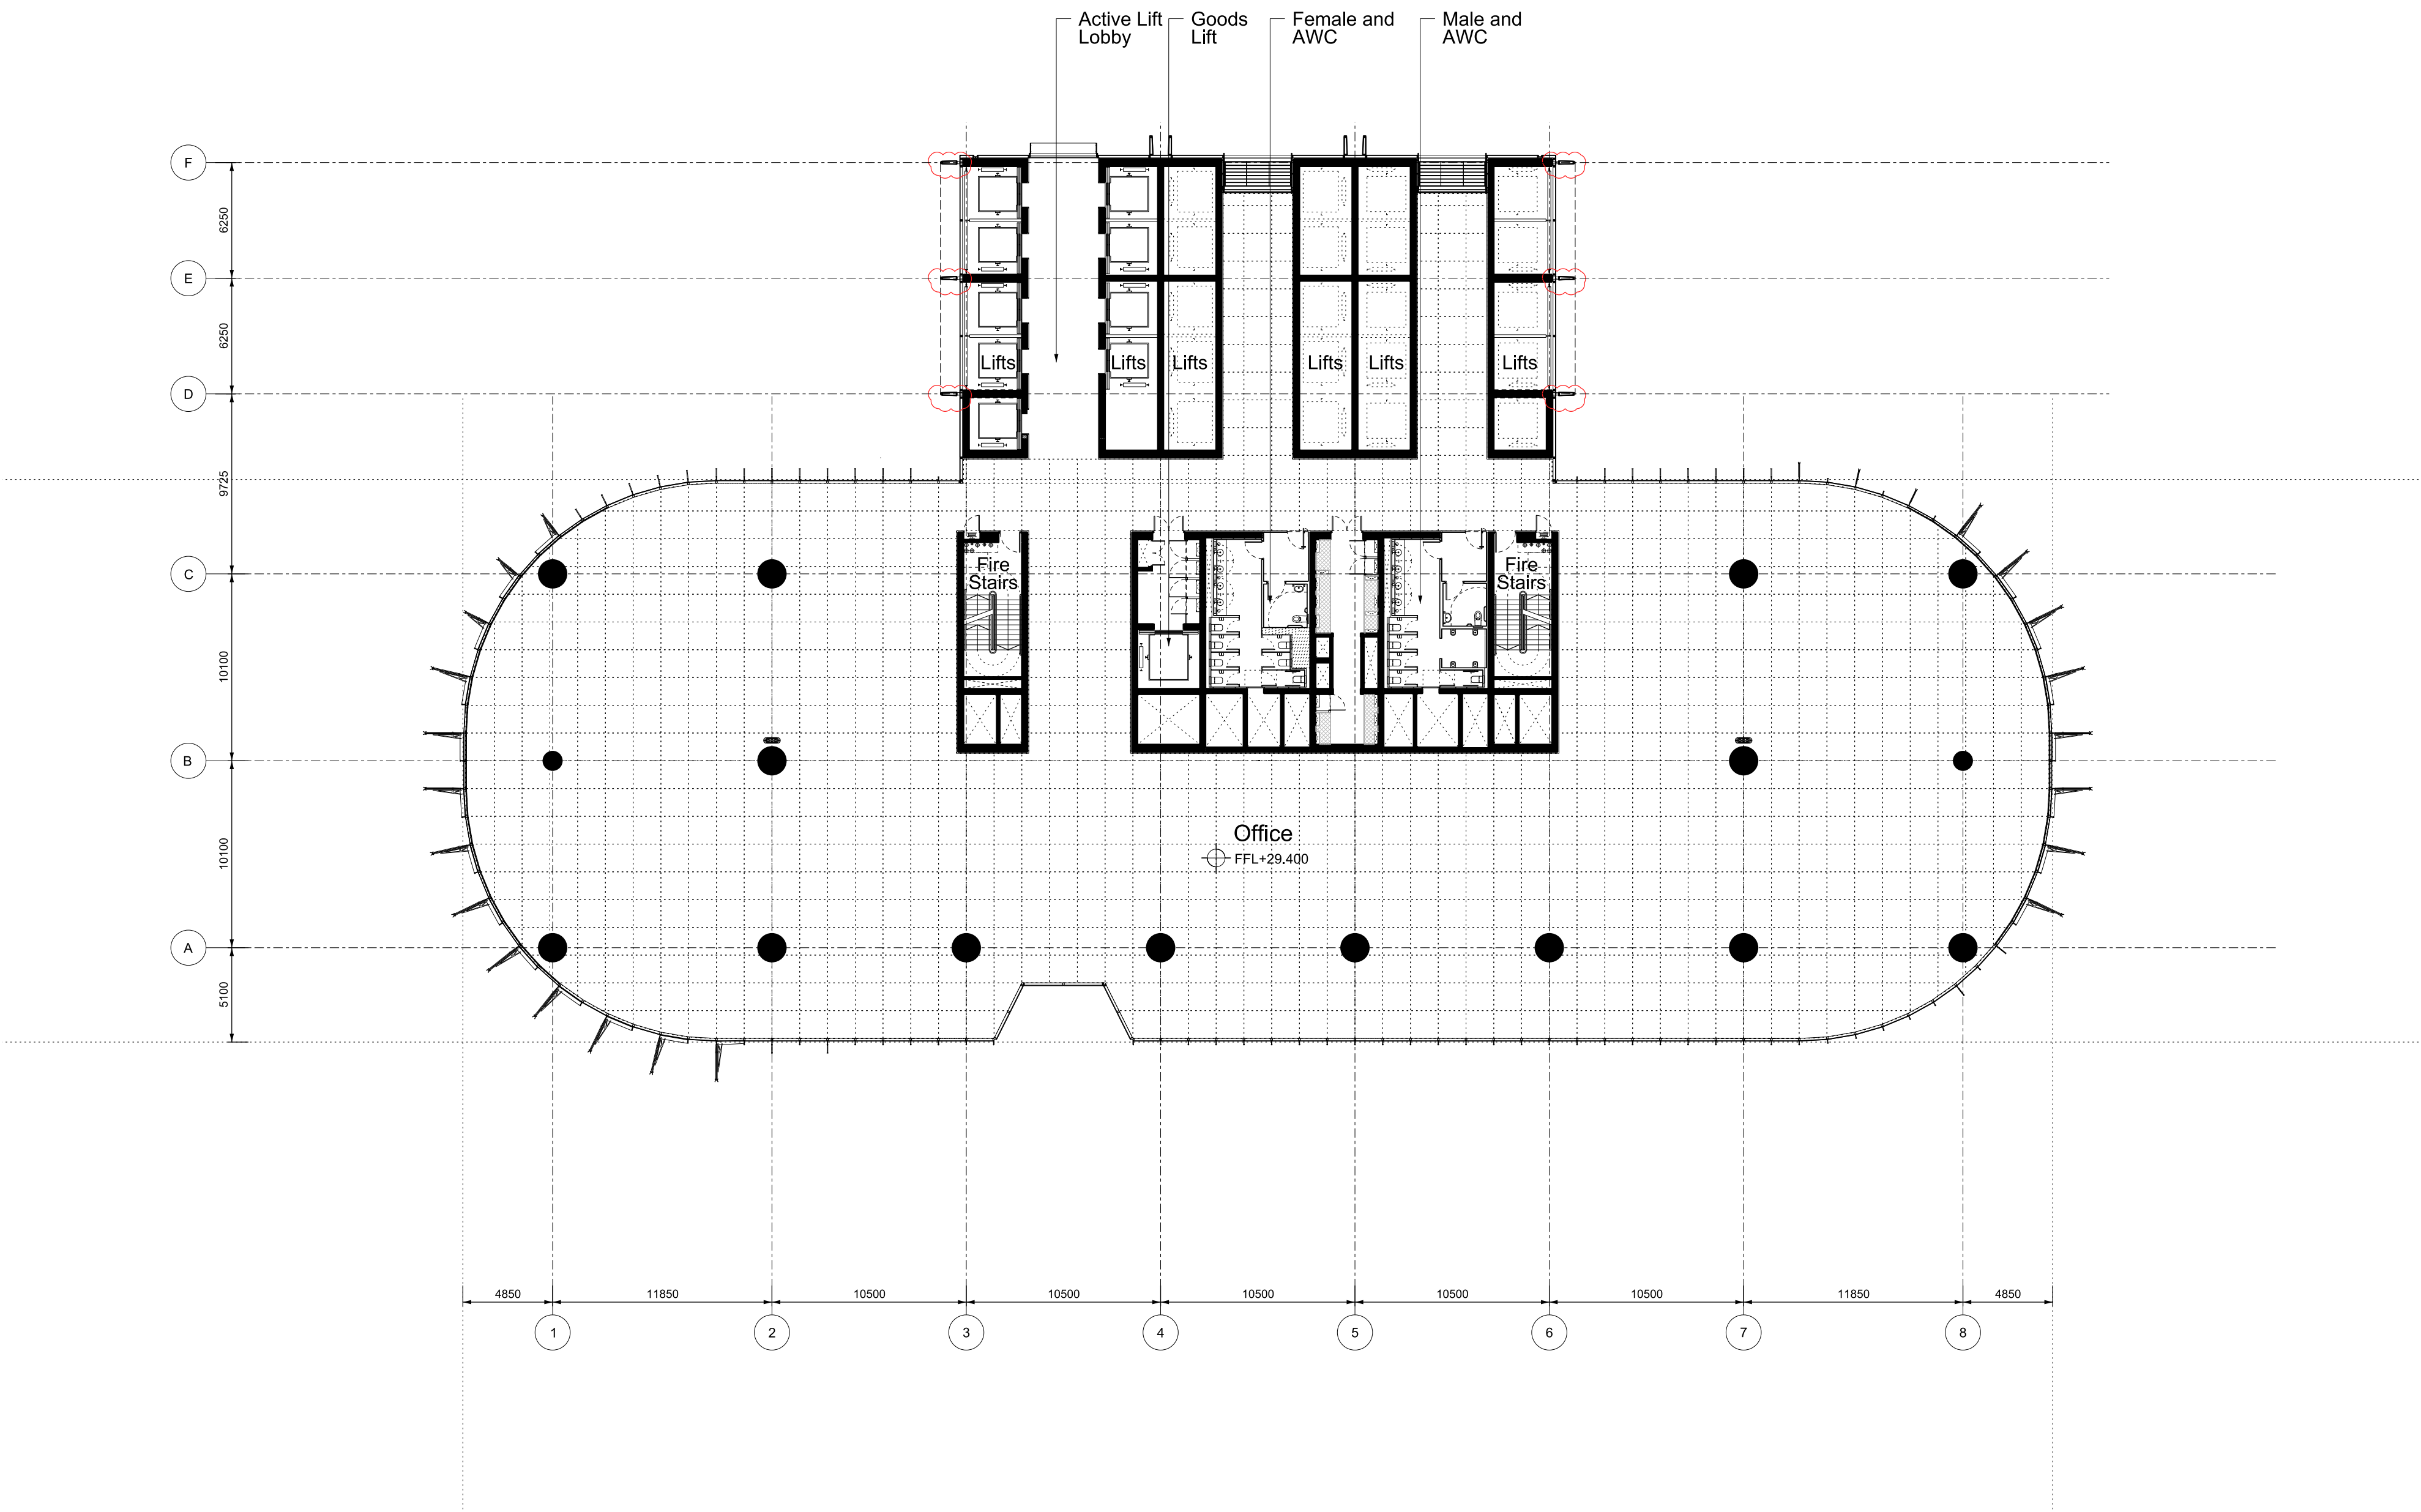 Active Lift
Lobby
Goods
Lift
Female and
AWC
Male and
AWC
F
6250
E
6250
Lifts
Lifts
Lifts
Lifts
Lifts
Lifts
D
9725
Fire
Stairs
Fire
Stairs
C
10100
B
Office
FFL+29.400
10100
A
5100
4850
11850
10500
10500
10500
10500
10500
11850
4850
1
2
3
4
5
6
7
8